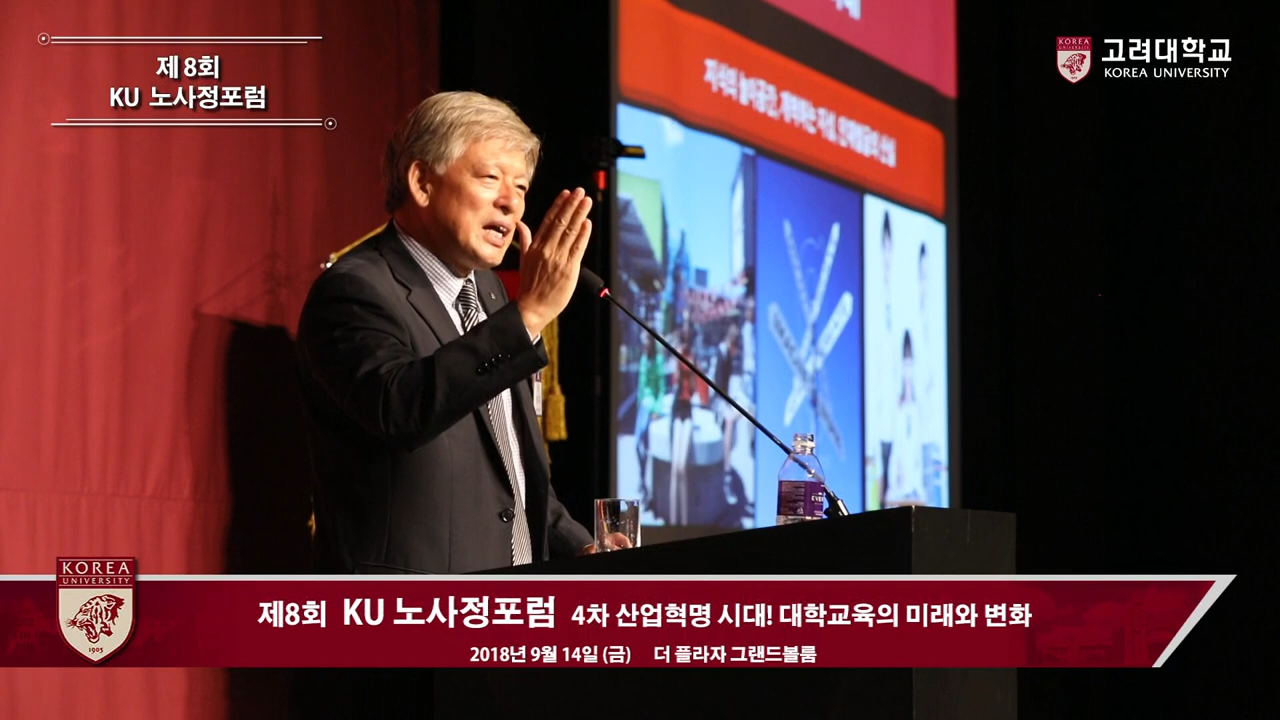 제8회
KU 노사정포럼
KOREA
UNIVERSITY
고려대학교
KOREA UNIVERSITY
KOREA
UNIVERSITY
1905
제8회 KU 노사정포럼 4차 산업혁명 시대! 대학교육의 미래와 변화
2018년 9월 14일 (금) 더 플라자 그랜드볼룸